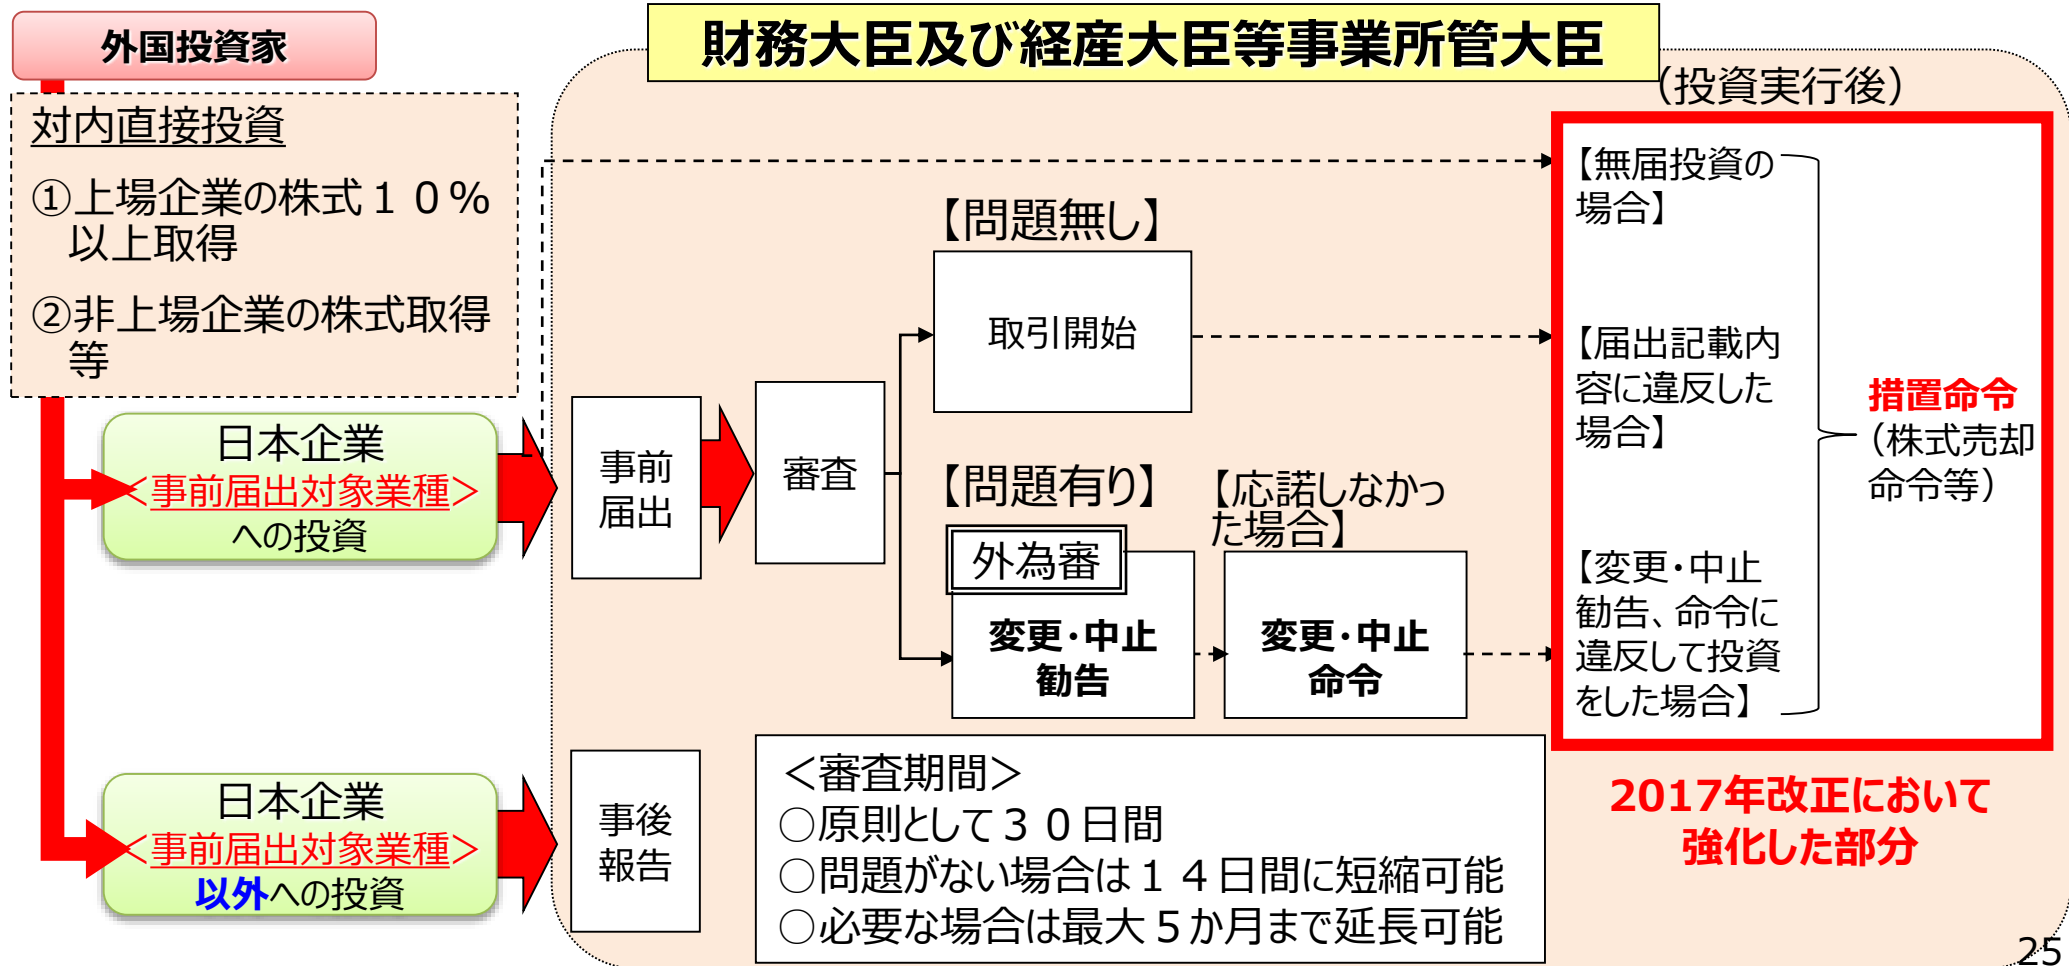 外国投資家
財務大臣及び経産大臣等事業所管大臣
対内直接投資
①上場企業の株式１０％
以上取得
②非上場企業の株式取得
等
日本企業
＜事前届出対象業種＞
への投資
日本企業
＜事前届出対象業種＞
以外への投資
事前
届出
審査
【問題無し】
取引開始
【問題有り】
外為審
変更・中止
勧告
【応諾しなかっ
た場合】
変更・中止
命令
事後
報告
＜審査期間＞
○原則として３０日間
○問題がない場合は１４日間に短縮可能
○必要な場合は最大５か月まで延長可能
（投資実行後）
【無届投資の
場合】
【届出記載内
容に違反した
場合】
【変更・中止
勧告、命令に
違反して投資
をした場合】
措置命令
（株式売却
命令等）
2017年改正において
強化した部分
25